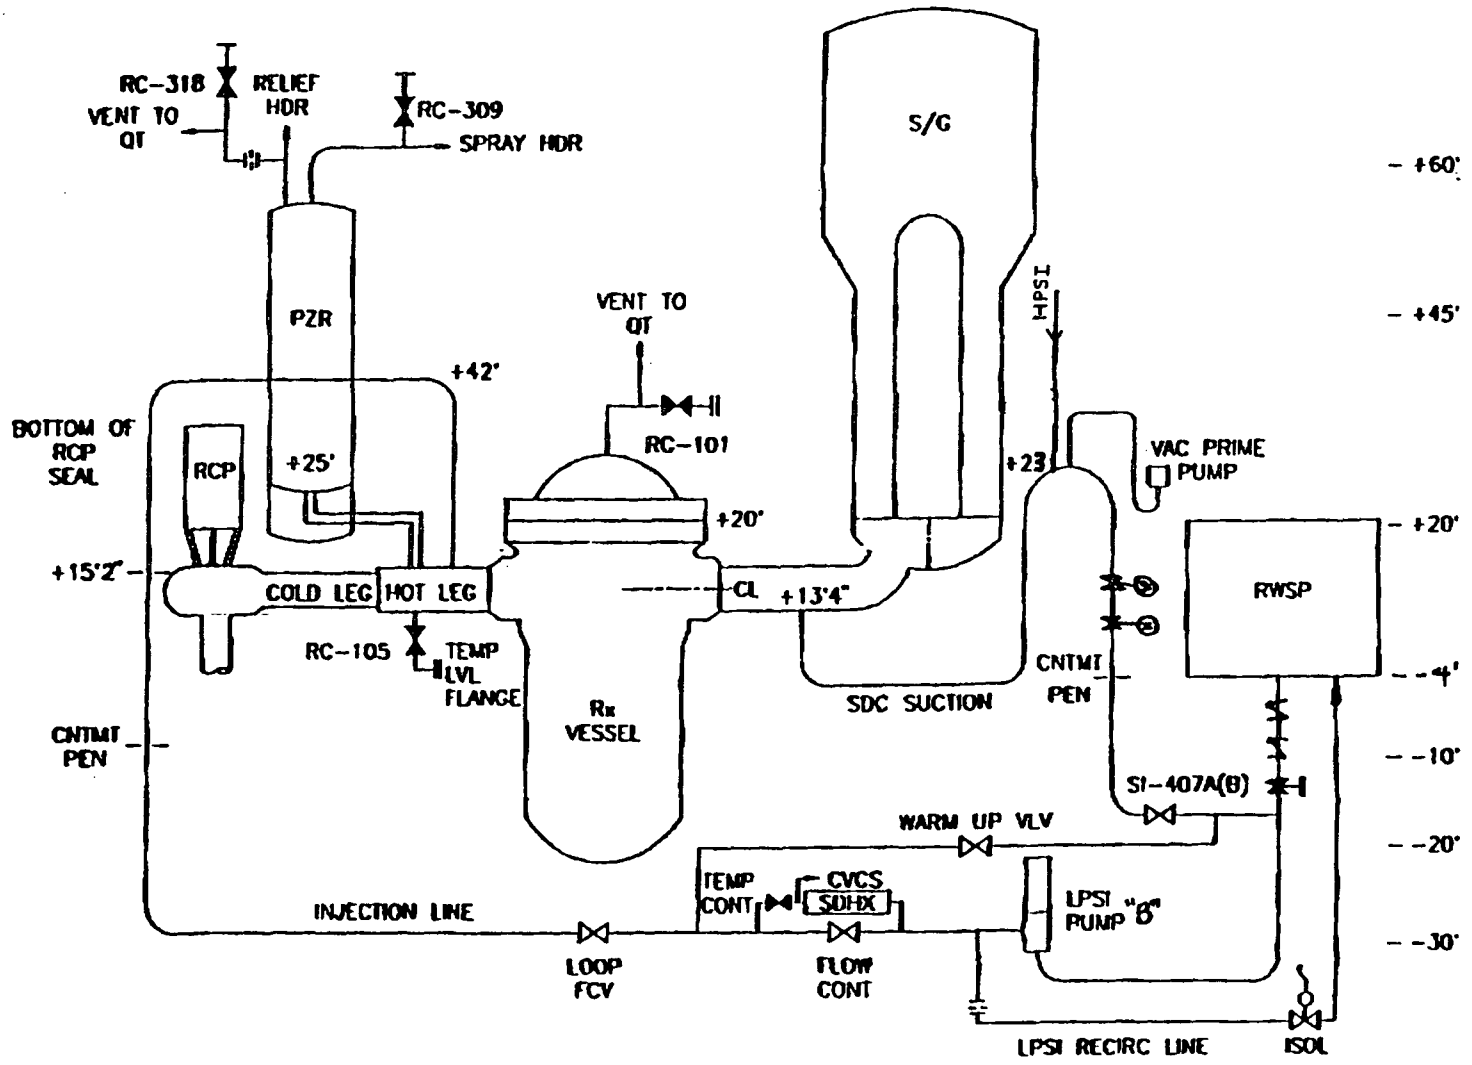 RC-318
RELIEF
HDR
VENT TO
QT
RC-309
SPRAY HDR
S/G
- +60'
PZR
VENT TO
QT
HPSI
- +45'
+42'
BOTTOM OF
RCP
SEAL
RCP
+25'
RC-101
+23'
VAC PRIME
PUMP
+20'
- +20'
+15'2"
COLD LEG
HOT LEG
CL
+13'4"
RWSP
RC-105
TEMP
LVL
FLANGE
CNTMT
PEN
SDC SUCTION
- -4'
Rx
VESSEL
CNTMT
PEN
- -10'
SI-407A(B)
WARM UP VLV
- -20'
TEMP
CONT
CVCS
SDHX
LPSI
PUMP "B"
INJECTION LINE
- -30'
LOOP
FCV
FLOW
CONT
LPSI RECIRC LINE
ISOL